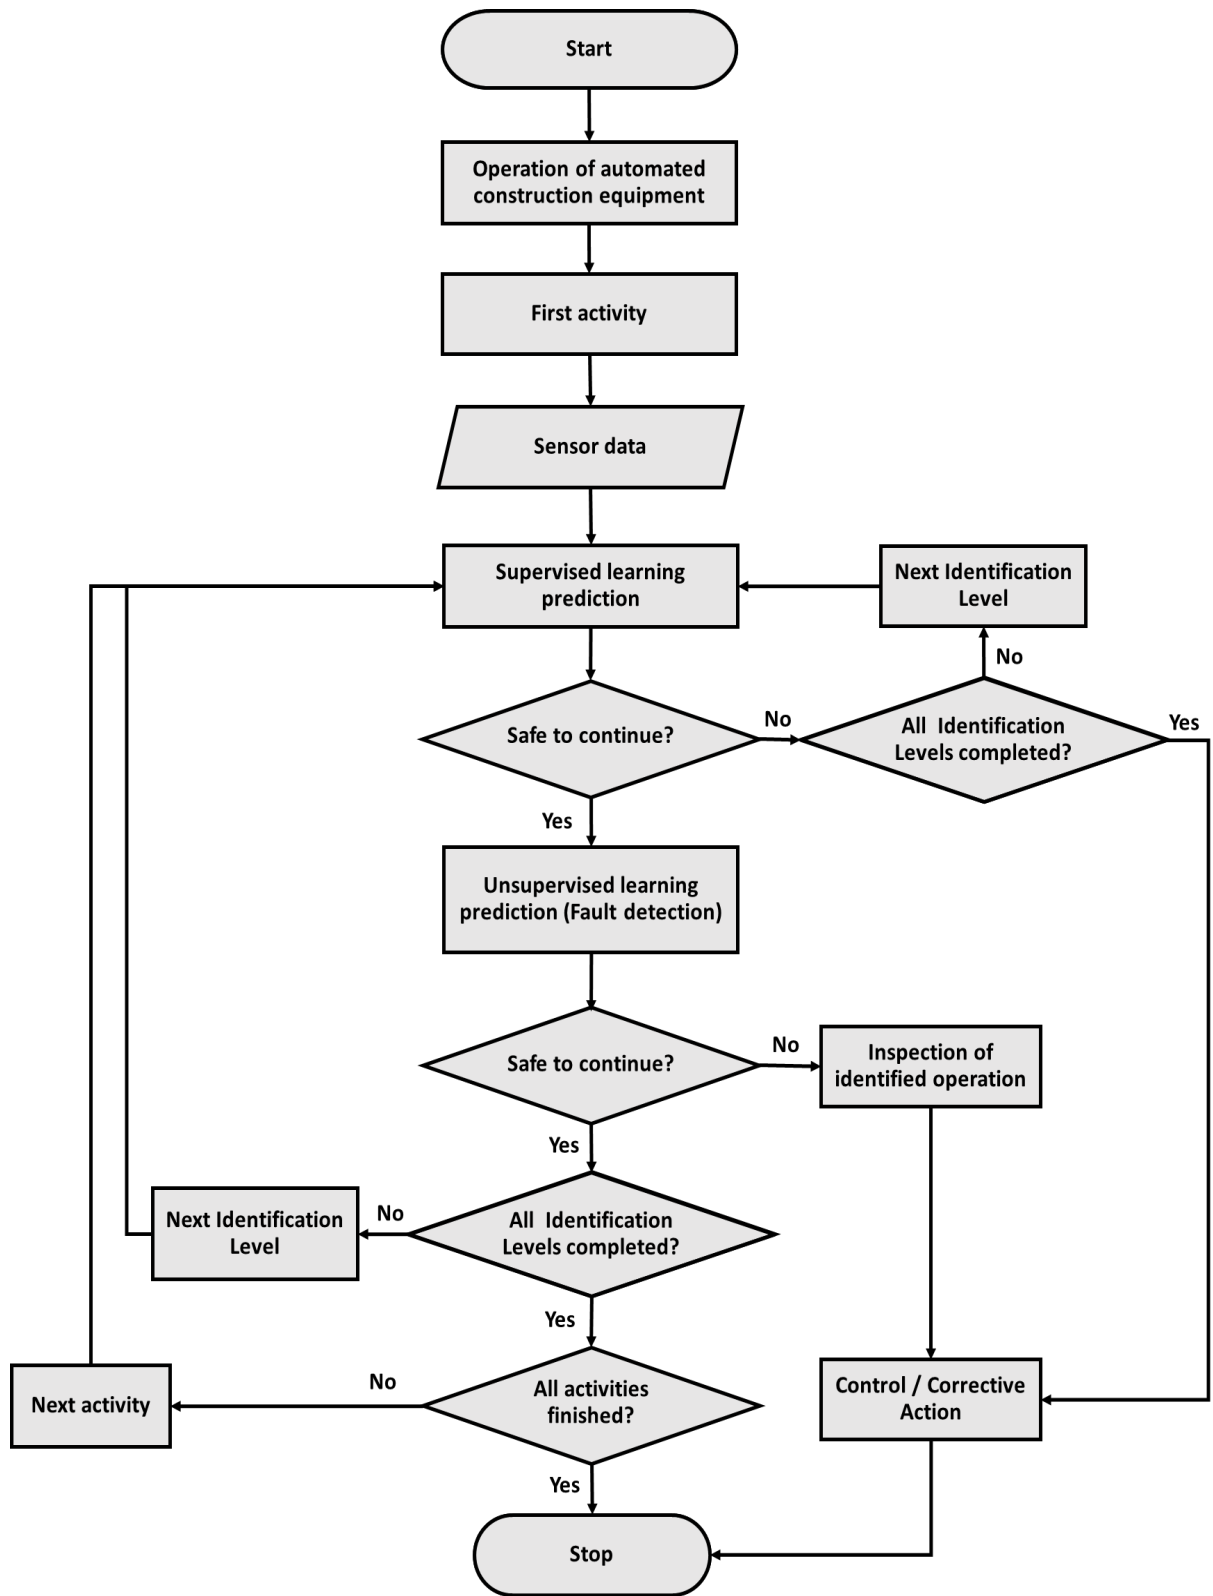 Start
Operation of automated
construction equipment
First activity
Sensor data
Supervised learning
prediction
Next Identification
Level
No
Safe to continue?
No
All Identification
Levels completed?
Yes
Yes
Unsupervised learning
prediction (Fault detection)
Safe to continue?
No
Inspection of
identified operation
Yes
Next Identification
Level
No
All Identification
Levels completed?
Yes
Next activity
No
All activities
finished?
Control / Corrective
Action
Yes
Stop